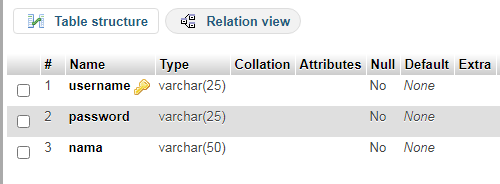 Table structure Relation view
# Name Type Collation Attributes Null Default Extra
1 username varchar(25) No None
2 password varchar(25) No None
3 nama varchar(50) No None